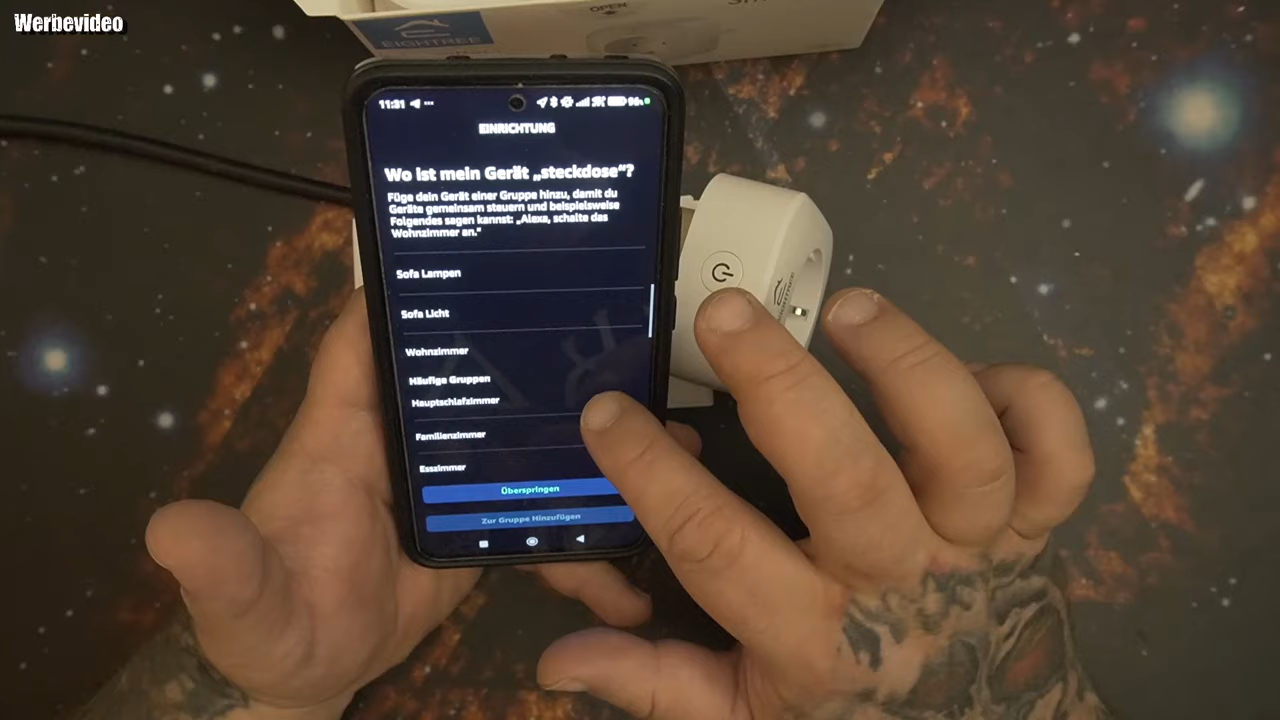 Werbevideo
OPEN
EIGHTREE
11:31
EINRICHTUNG
Wo ist mein Gerät „steckdose“?
Füge dein Gerät einer Gruppe hinzu, damit du
Geräte gemeinsam steuern und beispielsweise
Folgendes sagen kannst: „Alexa, schalte das
Wohnzimmer an.“
Sofa Lampen
Sofa Licht
Wohnzimmer
Häufige Gruppen
Hauptschlafzimmer
Familienzimmer
Esszimmer
Überspringen
Zur Gruppe Hinzufügen
EIGHTREE